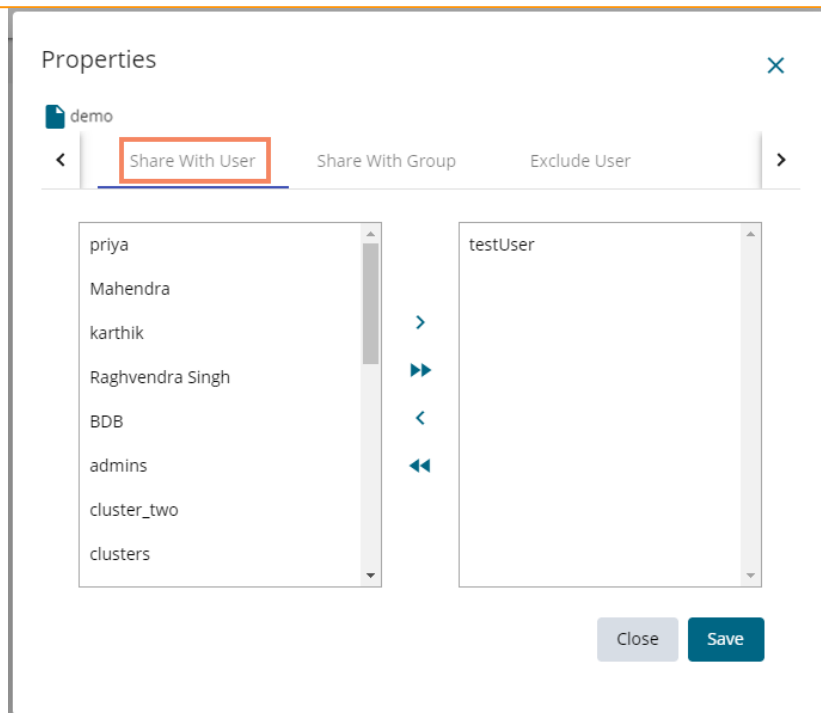 Properties
demo
Share With User Share With Group Exclude User
priya testUser
Mahendra
karthik
Raghvendra Singh
BDB
admins
cluster_two
clusters
Close Save